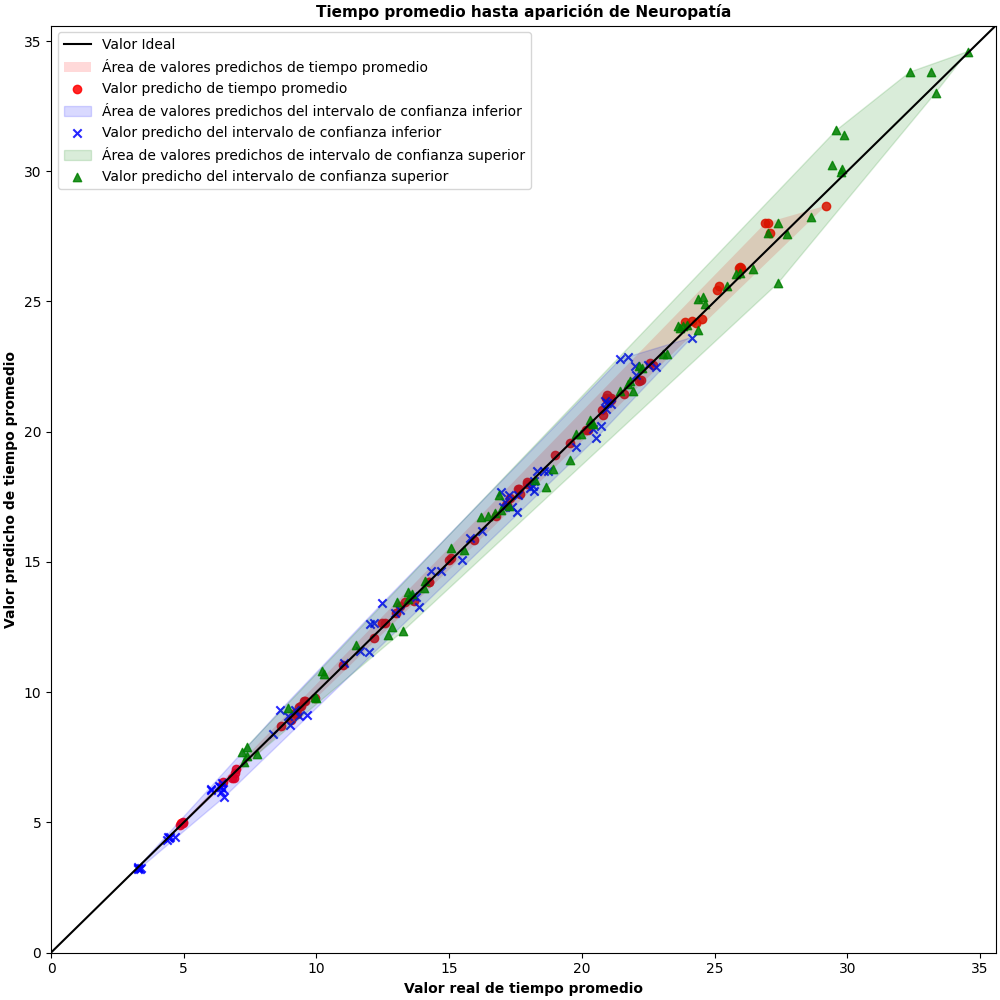 Tiempo promedio hasta aparición de Neuropatía
Valor Ideal
Área de valores predichos de tiempo promedio
Valor predicho de tiempo promedio
Área de valores predichos del intervalo de confianza inferior
Valor predicho del intervalo de confianza inferior
Área de valores predichos de intervalo de confianza superior
Valor predicho del intervalo de confianza superior
Valor predicho de tiempo promedio
35
30
25
20
15
10
5
0
0 5 10 15 20 25 30 35
Valor real de tiempo promedio